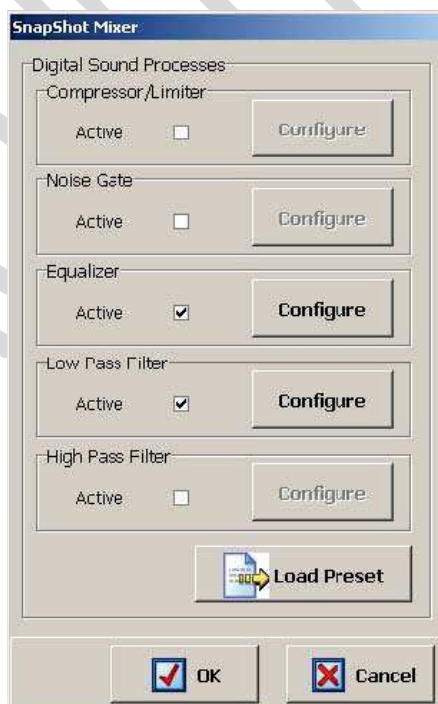 SnapShot Mixer
Digital Sound Processes
Compressor/Limiter
Active
Configure
Noise Gate
Active
Configure
Equalizer
Active
Configure
Low Pass Filter
Active
Configure
High Pass Filter
Active
Configure
Load Preset
OK
Cancel